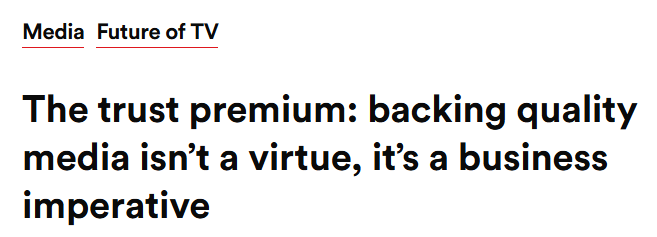 Media Future of TV
The trust premium: backing quality
media isn’t a virtue, it’s a business
imperative